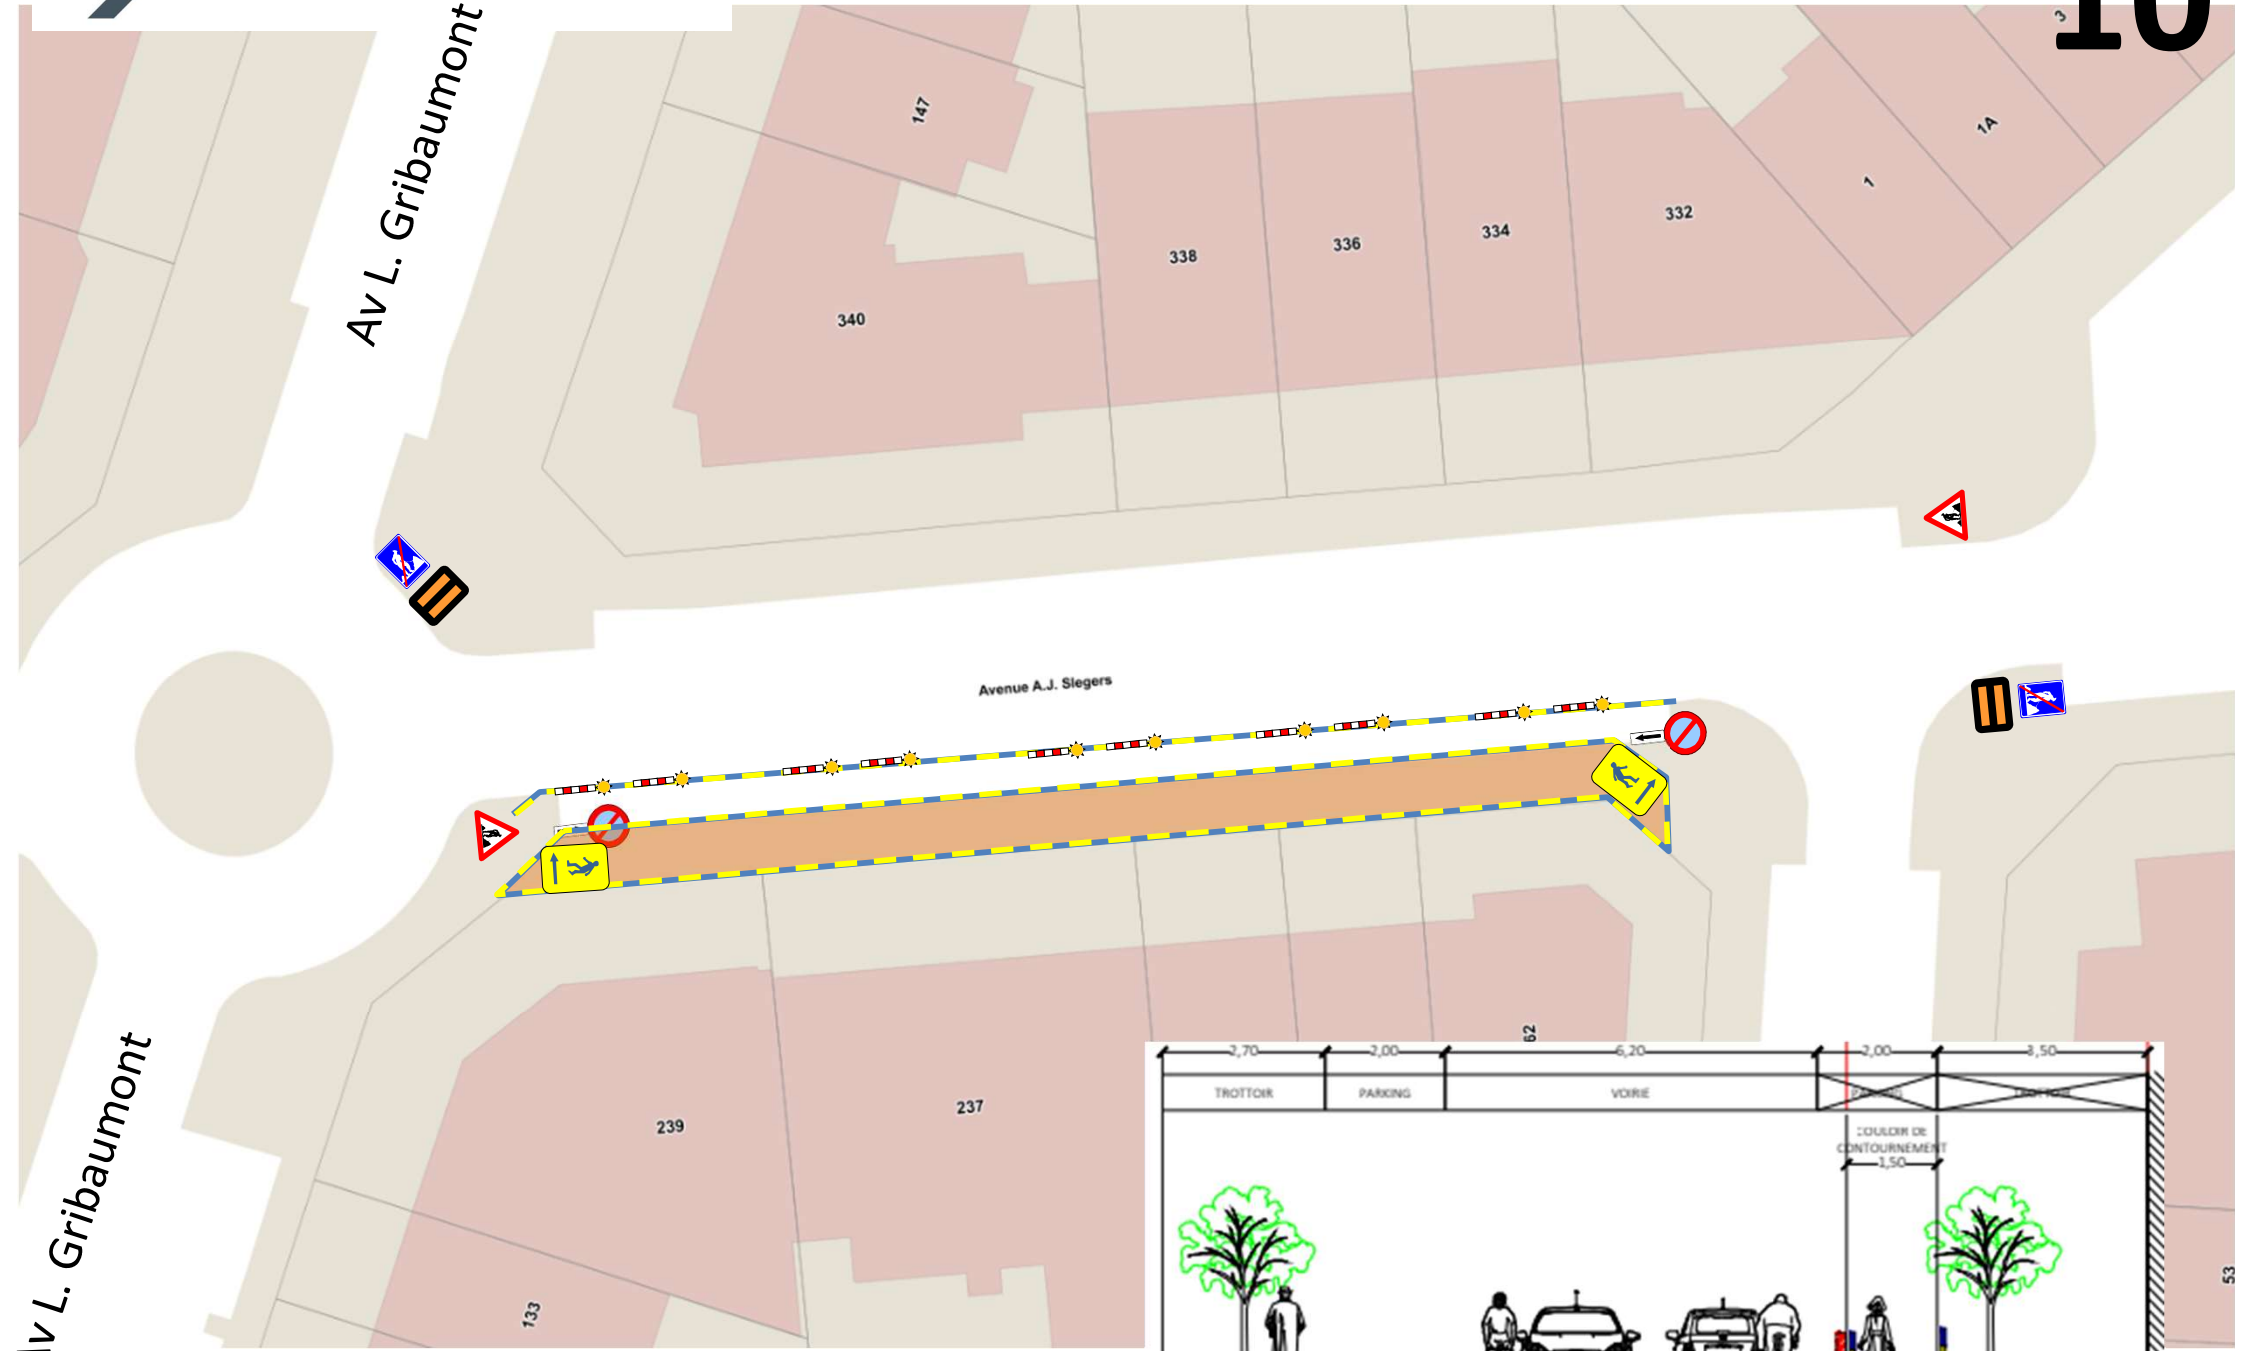 10
Av L. Gribaumont
3
147
1A
1
332
334
336
338
340
Avenue A.J. Slegers
62
239
237
133
53
Av L. Gribaumont
2,70
2,00
6,20
2,00
3,50
TROTTOIR
PARKING
VOIRIE
PARKING
TROTTOIR
COULOIR DE
CONTOURNEMENT
1,50